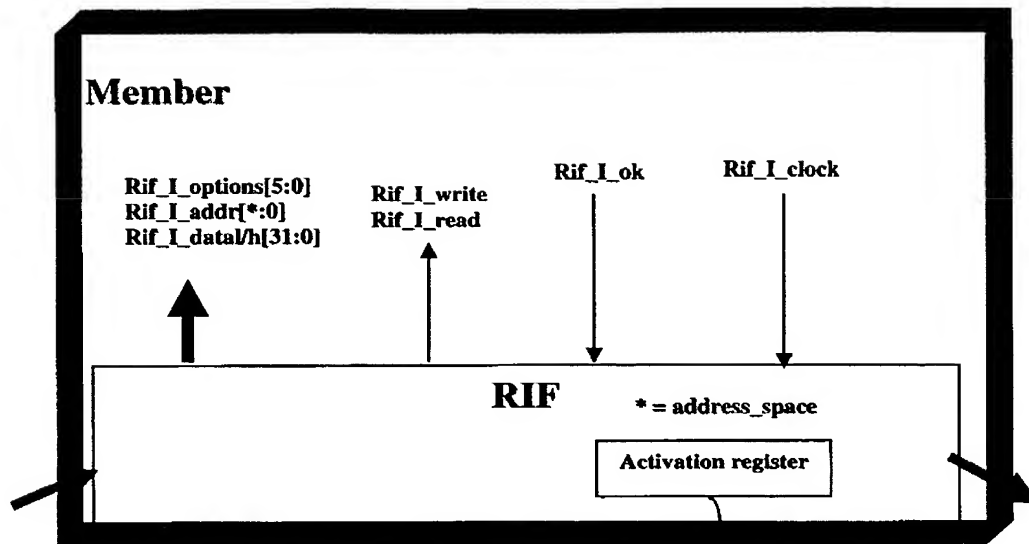 Member
Rif_I_options[5:0]
Rif_I_addr[*:0]
Rif_I_datal/h[31:0]
Rif_I_write
Rif_I_read
Rif_I_ok
Rif_I_clock
RIF
* = address_space
Activation register